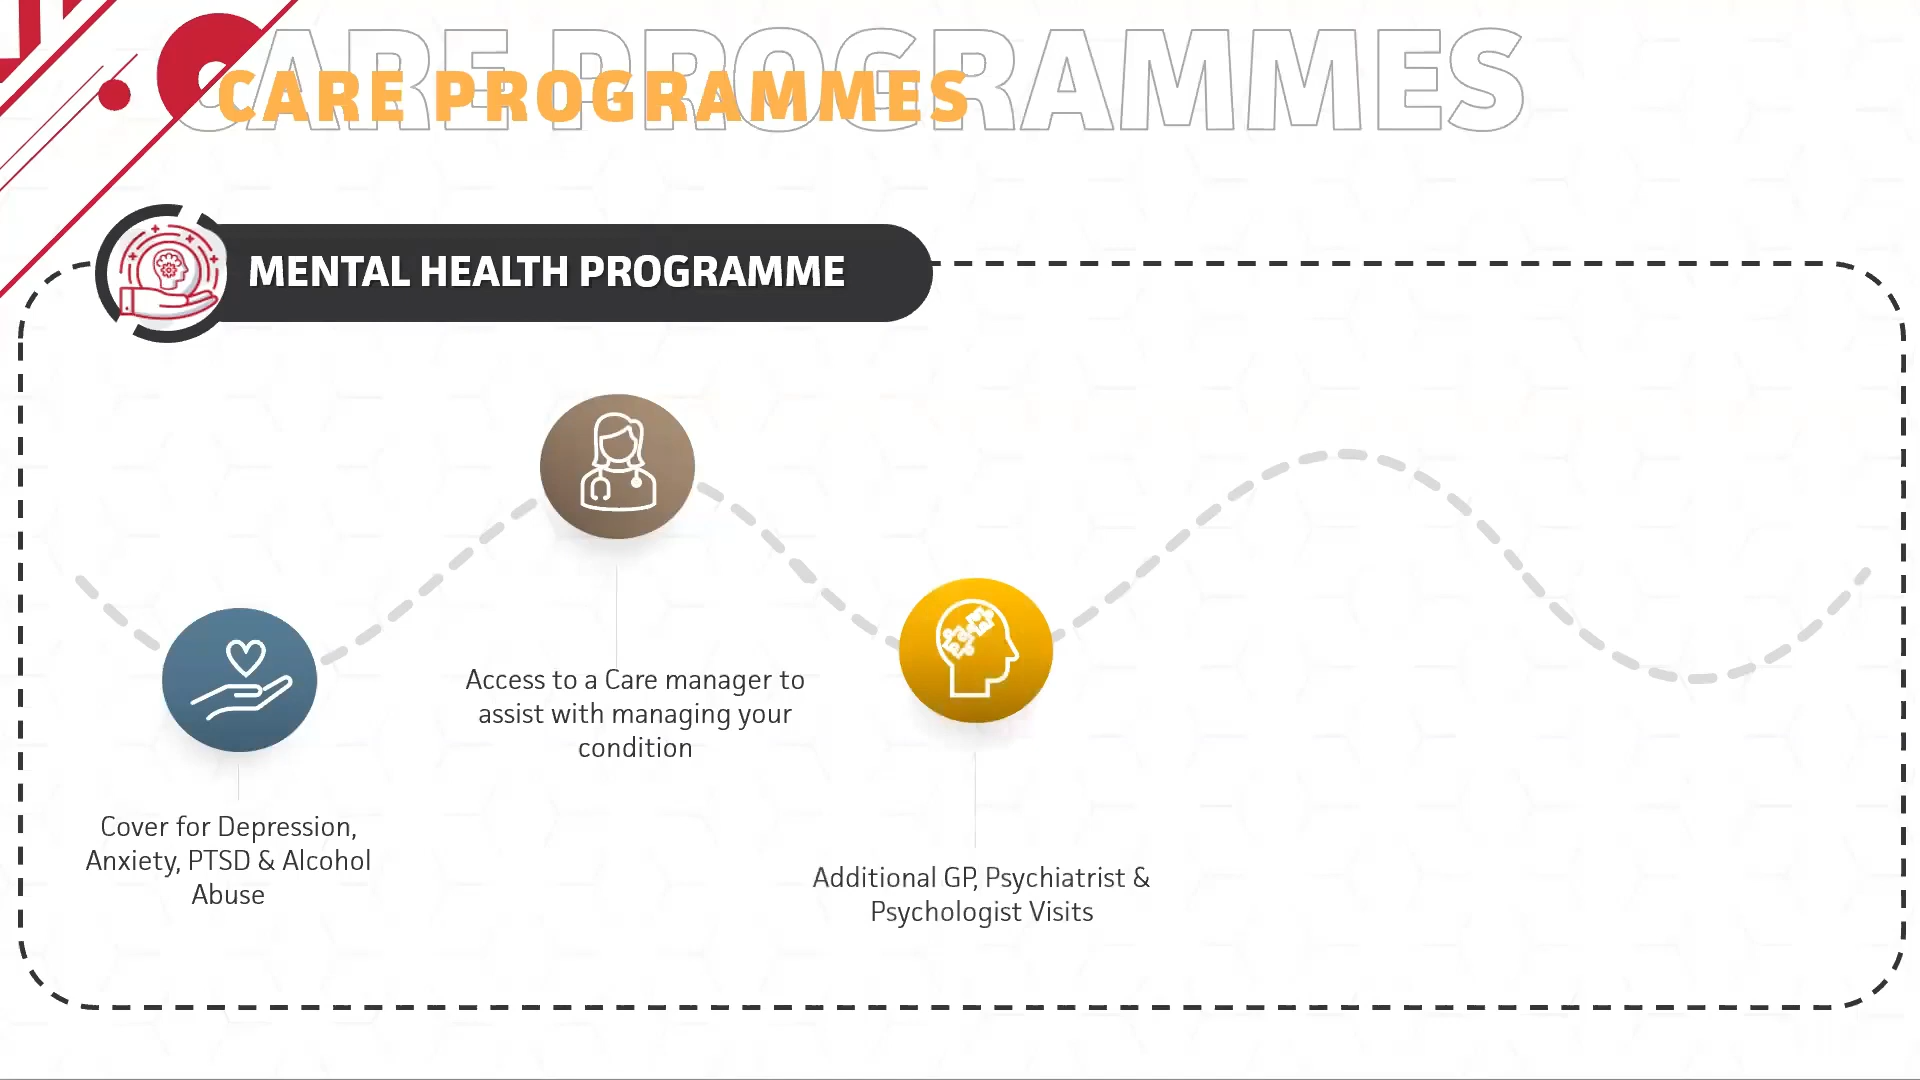 CARE PROGRAMMES
CARE PROGRAMMES
MENTAL HEALTH PROGRAMME
Cover for Depression,
Anxiety, PTSD & Alcohol
Abuse
Access to a Care manager to
assist with managing your
condition
Additional GP, Psychiatrist &
Psychologist Visits